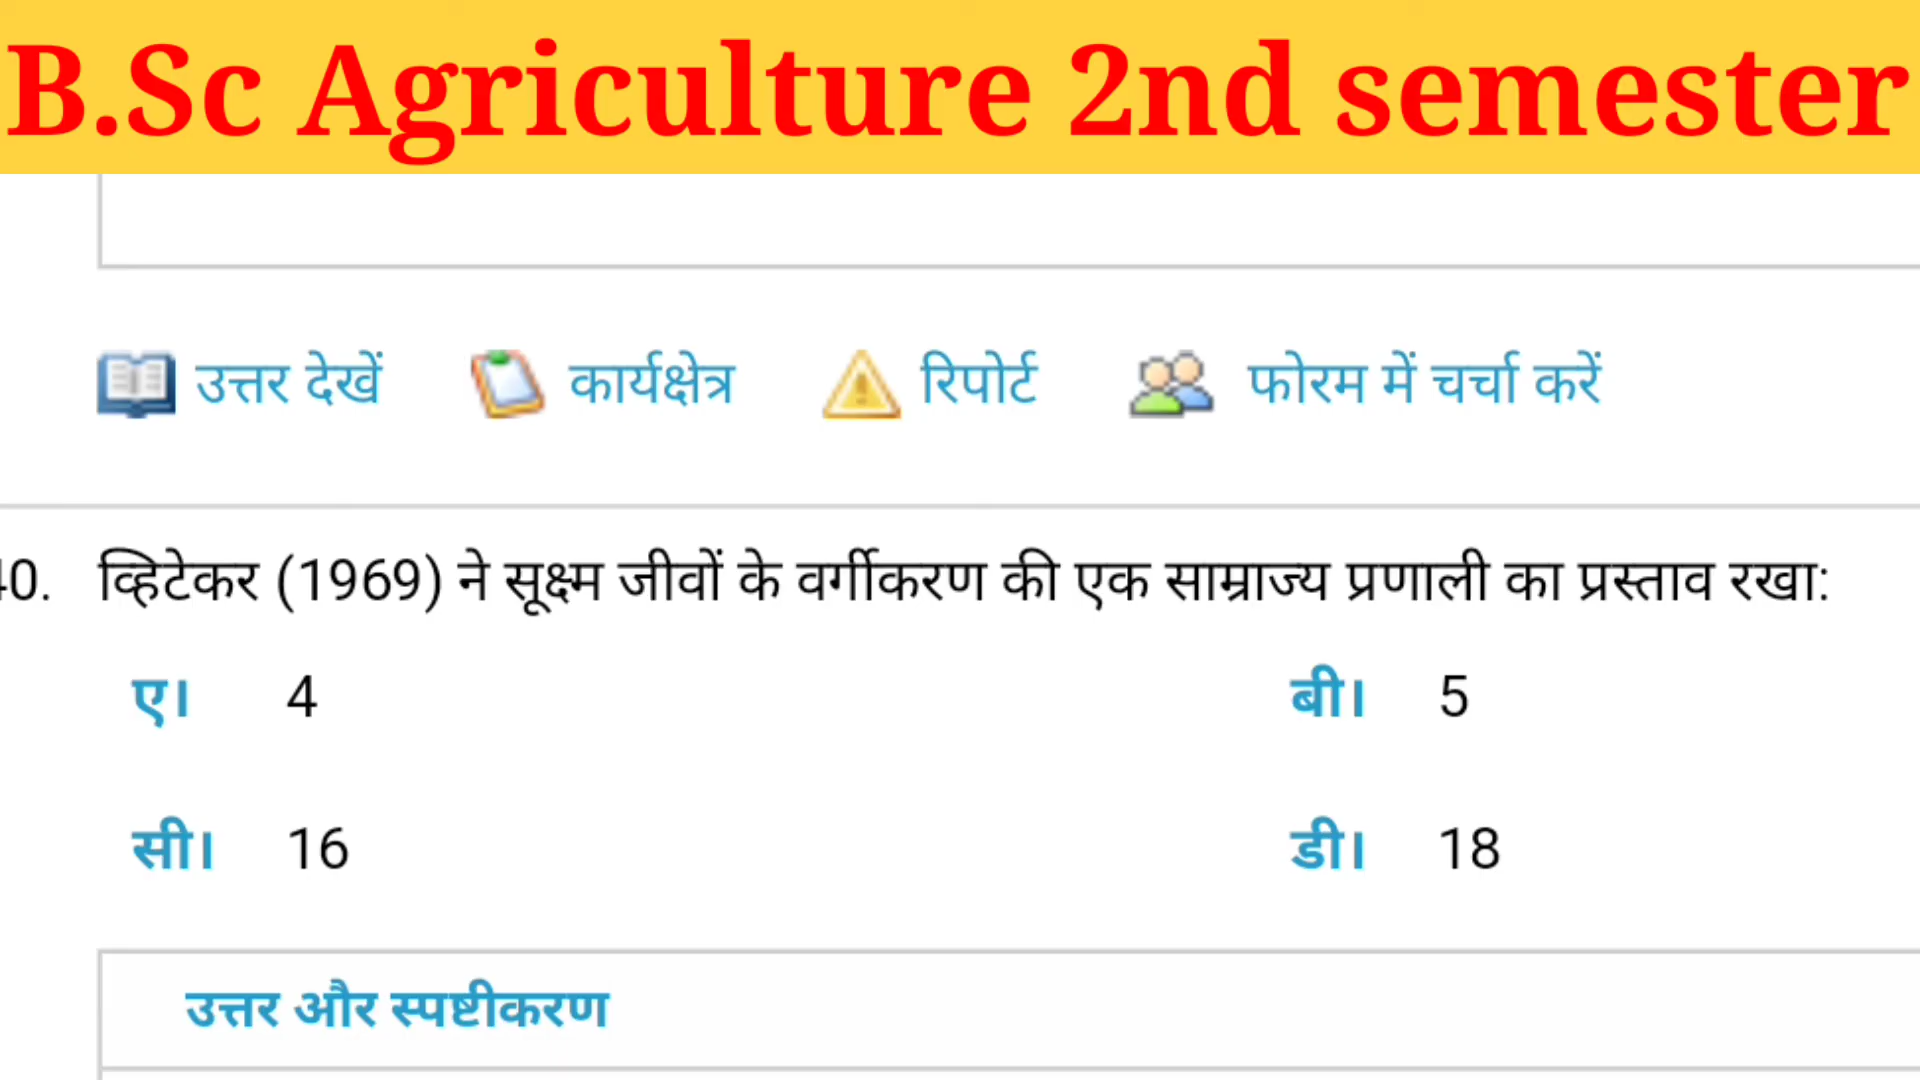 B.Sc Agriculture 2nd semester
उत्तर देखें कार्यक्षेत्र रिपोर्ट फोरम में चर्चा करें
40. व्हिटेकर (1969) ने सूक्ष्म जीवों के वर्गीकरण की एक साम्राज्य प्रणाली का प्रस्ताव रखा:
ए। 4 बी। 5
सी। 16 डी। 18
उत्तर और स्पष्टीकरण